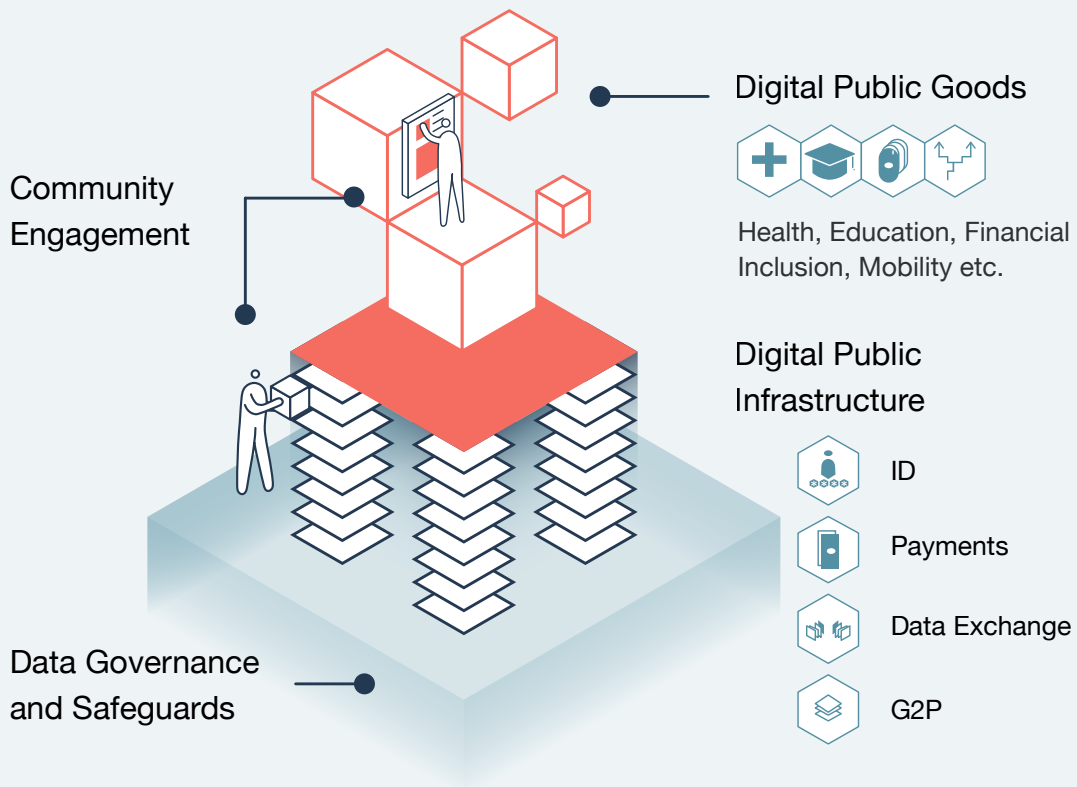 Digital Public Goods
Health, Education, Financial
Inclusion, Mobility etc.
Community
Engagement
Digital Public
Infrastructure
ID
Payments
Data Exchange
G2P
Data Governance
and Safeguards